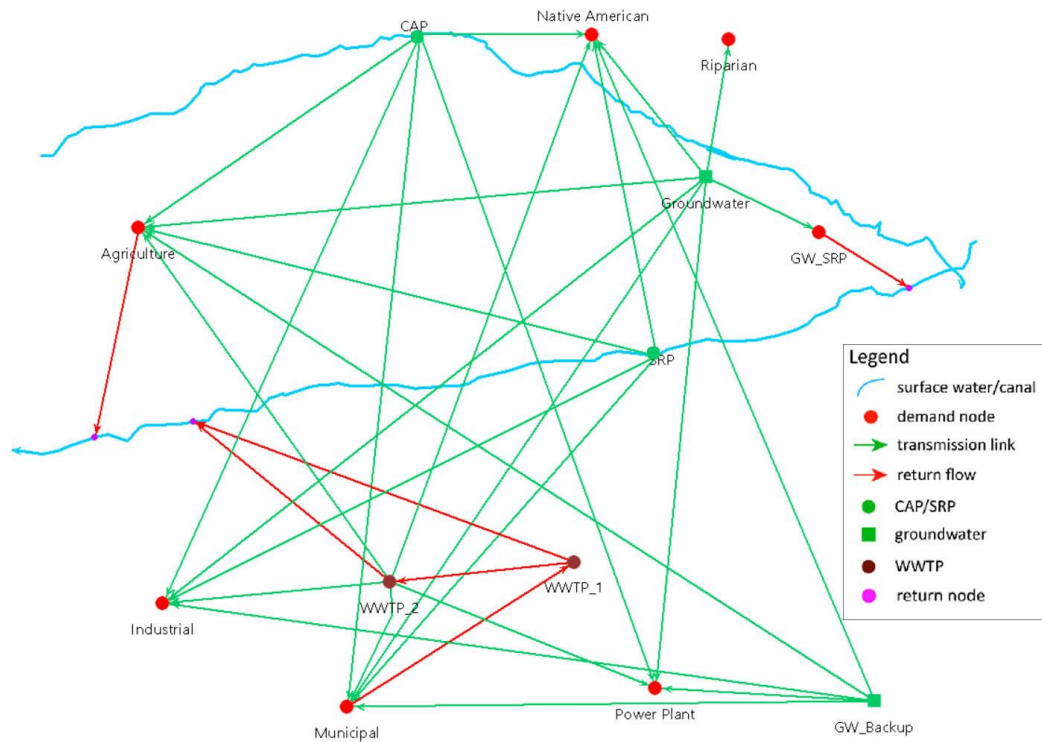 Native American
CAP
Riparian
Groundwater
Agriculture
GW_SRP
SRP
Legend
surface water/canal
demand node
transmission link
return flow
CAP/SRP
groundwater
WWTP
return node
WWTP_1
WWTP_2
Industrial
Municipal
Power Plant
GW_Backup